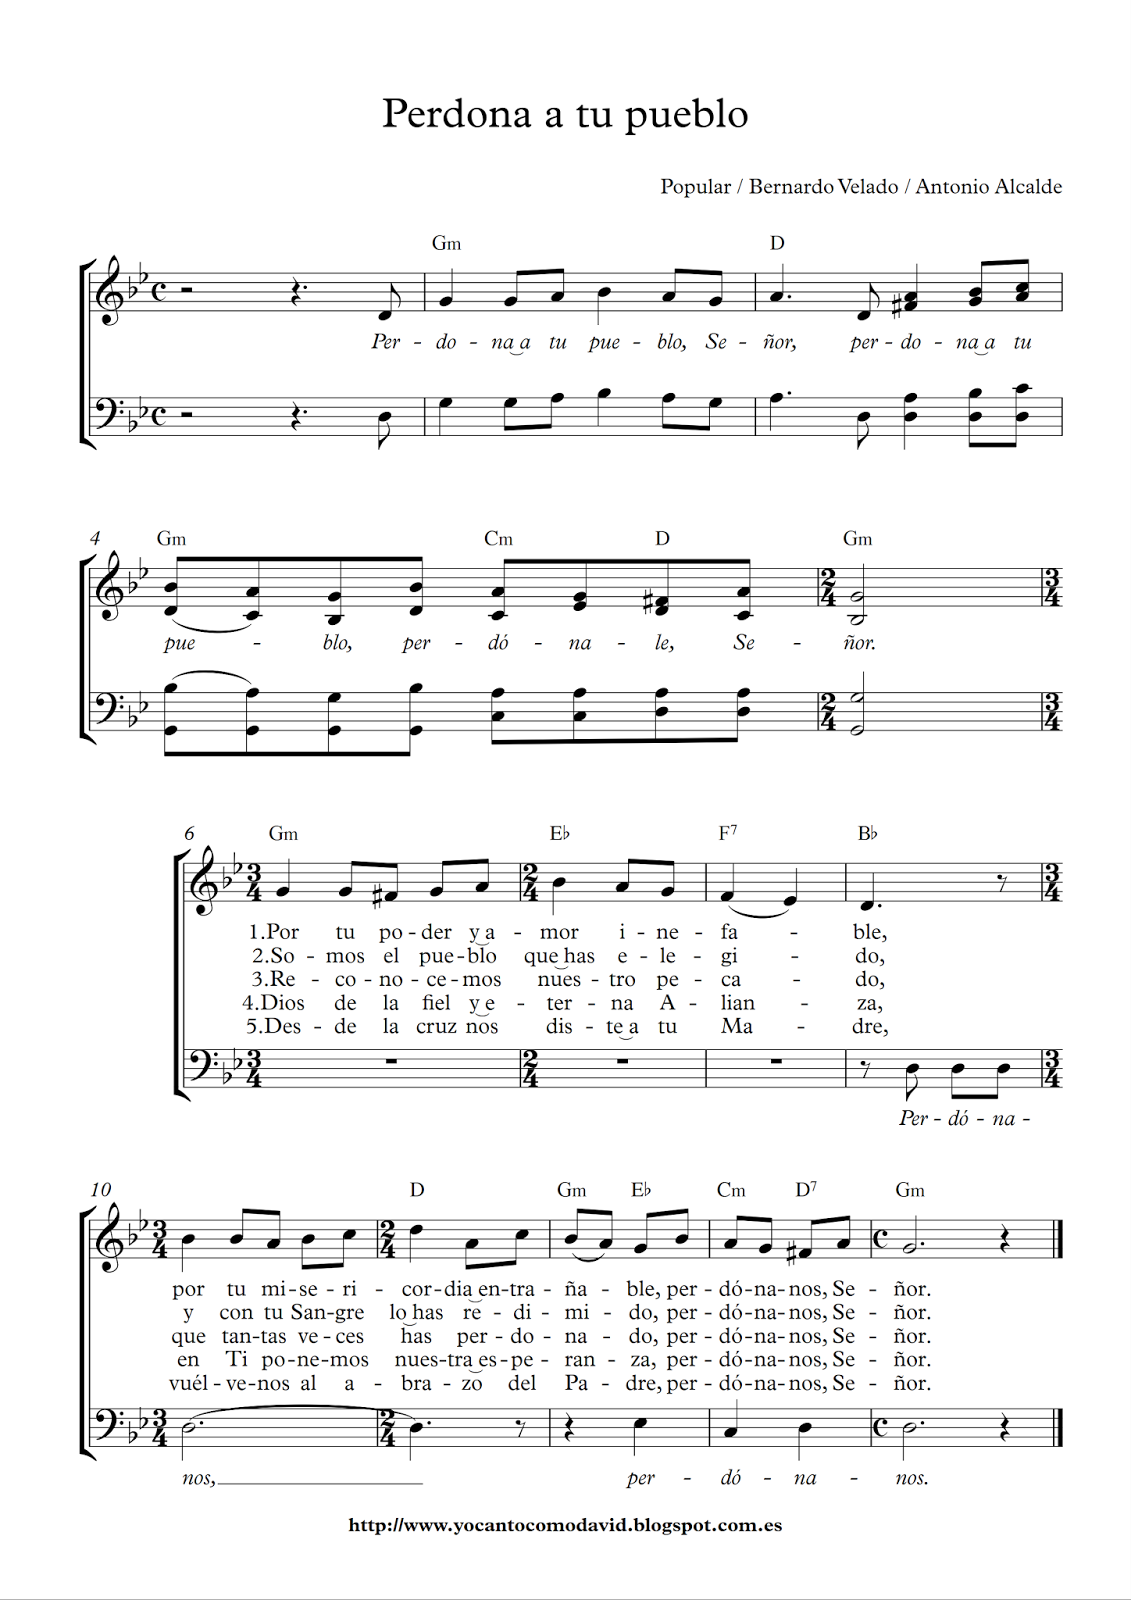 Perdona a tu pueblo
Popular / Bernardo Velado / Antonio Alcalde
Gm D
Per - do - na a tu pue - blo, Se - ñor, per - do - na a tu
4 Gm Cm D Gm
pue - blo, per - dó - na - le, Se - ñor.
6 Gm E♭ F7 B♭
1.Por tu po - der y a - mor i - ne - fa - ble,
2.So - mos el pue - blo que has e - le - gi - do,
3.Re - co - no - ce - mos nues - tro pe - ca - do,
4.Dios de la fiel y e - ter - na A - lian - za,
5.Des - de la cruz nos dis - te a tu Ma - dre,
Per - dó - na -
10 D Gm E♭ Cm D7 Gm
por tu mi - se - ri - cor - dia en - tra - ña - ble, per - dó - na - nos, Se - ñor.
y con tu San - gre lo has re - di - mi - do, per - dó - na - nos, Se - ñor.
que tan - tas ve - ces has per - do - na - do, per - dó - na - nos, Se - ñor.
en Ti po - ne - mos nues - tra es - pe - ran - za, per - dó - na - nos, Se - ñor.
vuél - ve - nos al a - bra - zo del Pa - dre, per - dó - na - nos, Se - ñor.
nos, per - dó - na - nos.
http://www.yocantocomodavid.blogspot.com.es